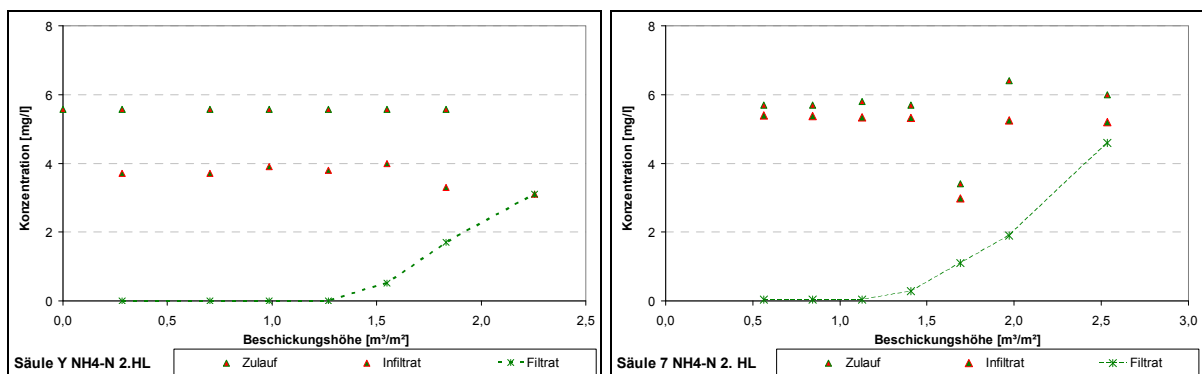 8
6
4
2
0
Konzentration [mg/l]
0,0 0,5 1,0 1,5 2,0 2,5
Beschickungshöhe [m³/m²]
Säule Y NH4-N 2.HL
Zulauf Infiltrat Filtrat
8
6
4
2
0
Konzentration [mg/l]
0,0 0,5 1,0 1,5 2,0 2,5 3,0
Beschickungshöhe [m³/m²]
Säule 7 NH4-N 2. HL
Zulauf Infiltrat Filtrat